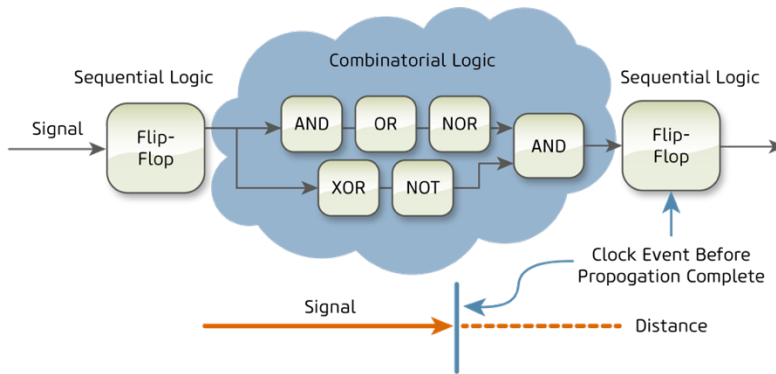 Combinatorial Logic
Sequential Logic
Sequential Logic
Signal
Flip-
Flop
AND
OR
NOR
AND
Flip-
Flop
XOR
NOT
Clock Event Before
Propogation Complete
Signal
Distance